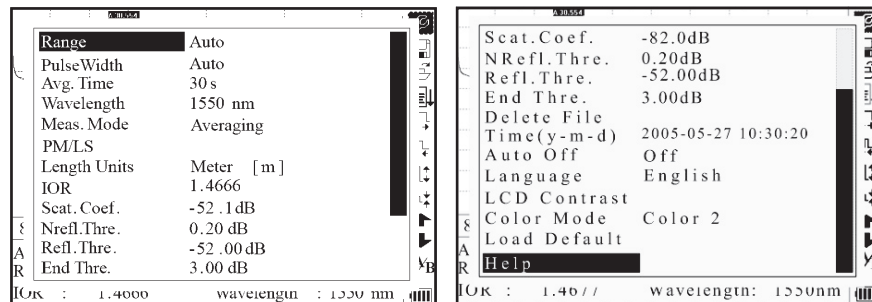 A:30.554
Range Auto
PulseWidth Auto
Avg. Time 30 s
Wavelength 1550 nm
Meas. Mode Averaging
PM/LS
Length Units Meter [ m ]
IOR 1.4666
Scat. Coef. -52 .1dB
Nrefl.Thre. 0.20 dB
Refl.Thre. -52 .00 dB
End Thre. 3.00 dB
A
R
IOR : 1.4666 Wavelength : 1550 nm
A:30.554
Scat.Coef. -82.0dB
NRefl.Thre. 0.20dB
Refl.Thre. -52.00dB
End Thre. 3.00dB
Delete File
Time(y-m-d) 2005-05-27 10:30:20
Auto Off Off
Language English
LCD Contrast
Color Mode Color 2
Load Default
Help
A
R
IOR : 1.4677 Wavelength: 1550nm